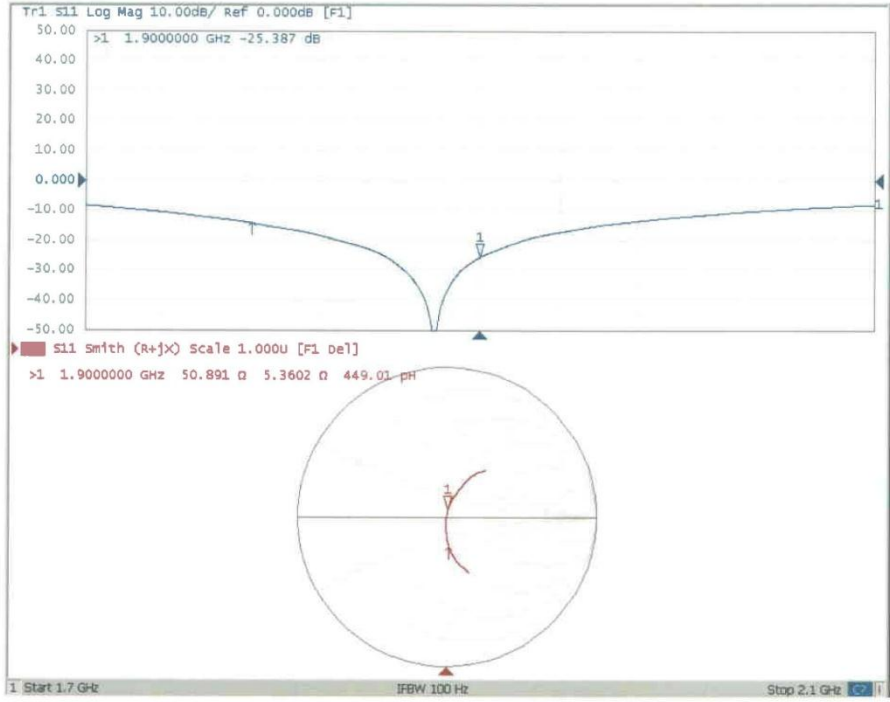 Tr1 S11 Log Mag 10.00dB/ Ref 0.000dB [F1]
50.00
>1 1.9000000 GHz -25.387 dB
40.00
30.00
20.00
10.00
0.000
-10.00
1
-20.00
1
-30.00
-40.00
-50.00
S11 Smith (R+jX) Scale 1.000U [F1 Del]
>1 1.9000000 GHz 50.891 Ω 5.3602 Ω 449.01 pH
1
1 Start 1.7 GHz IFBW 100 Hz Stop 2.1 GHz C?